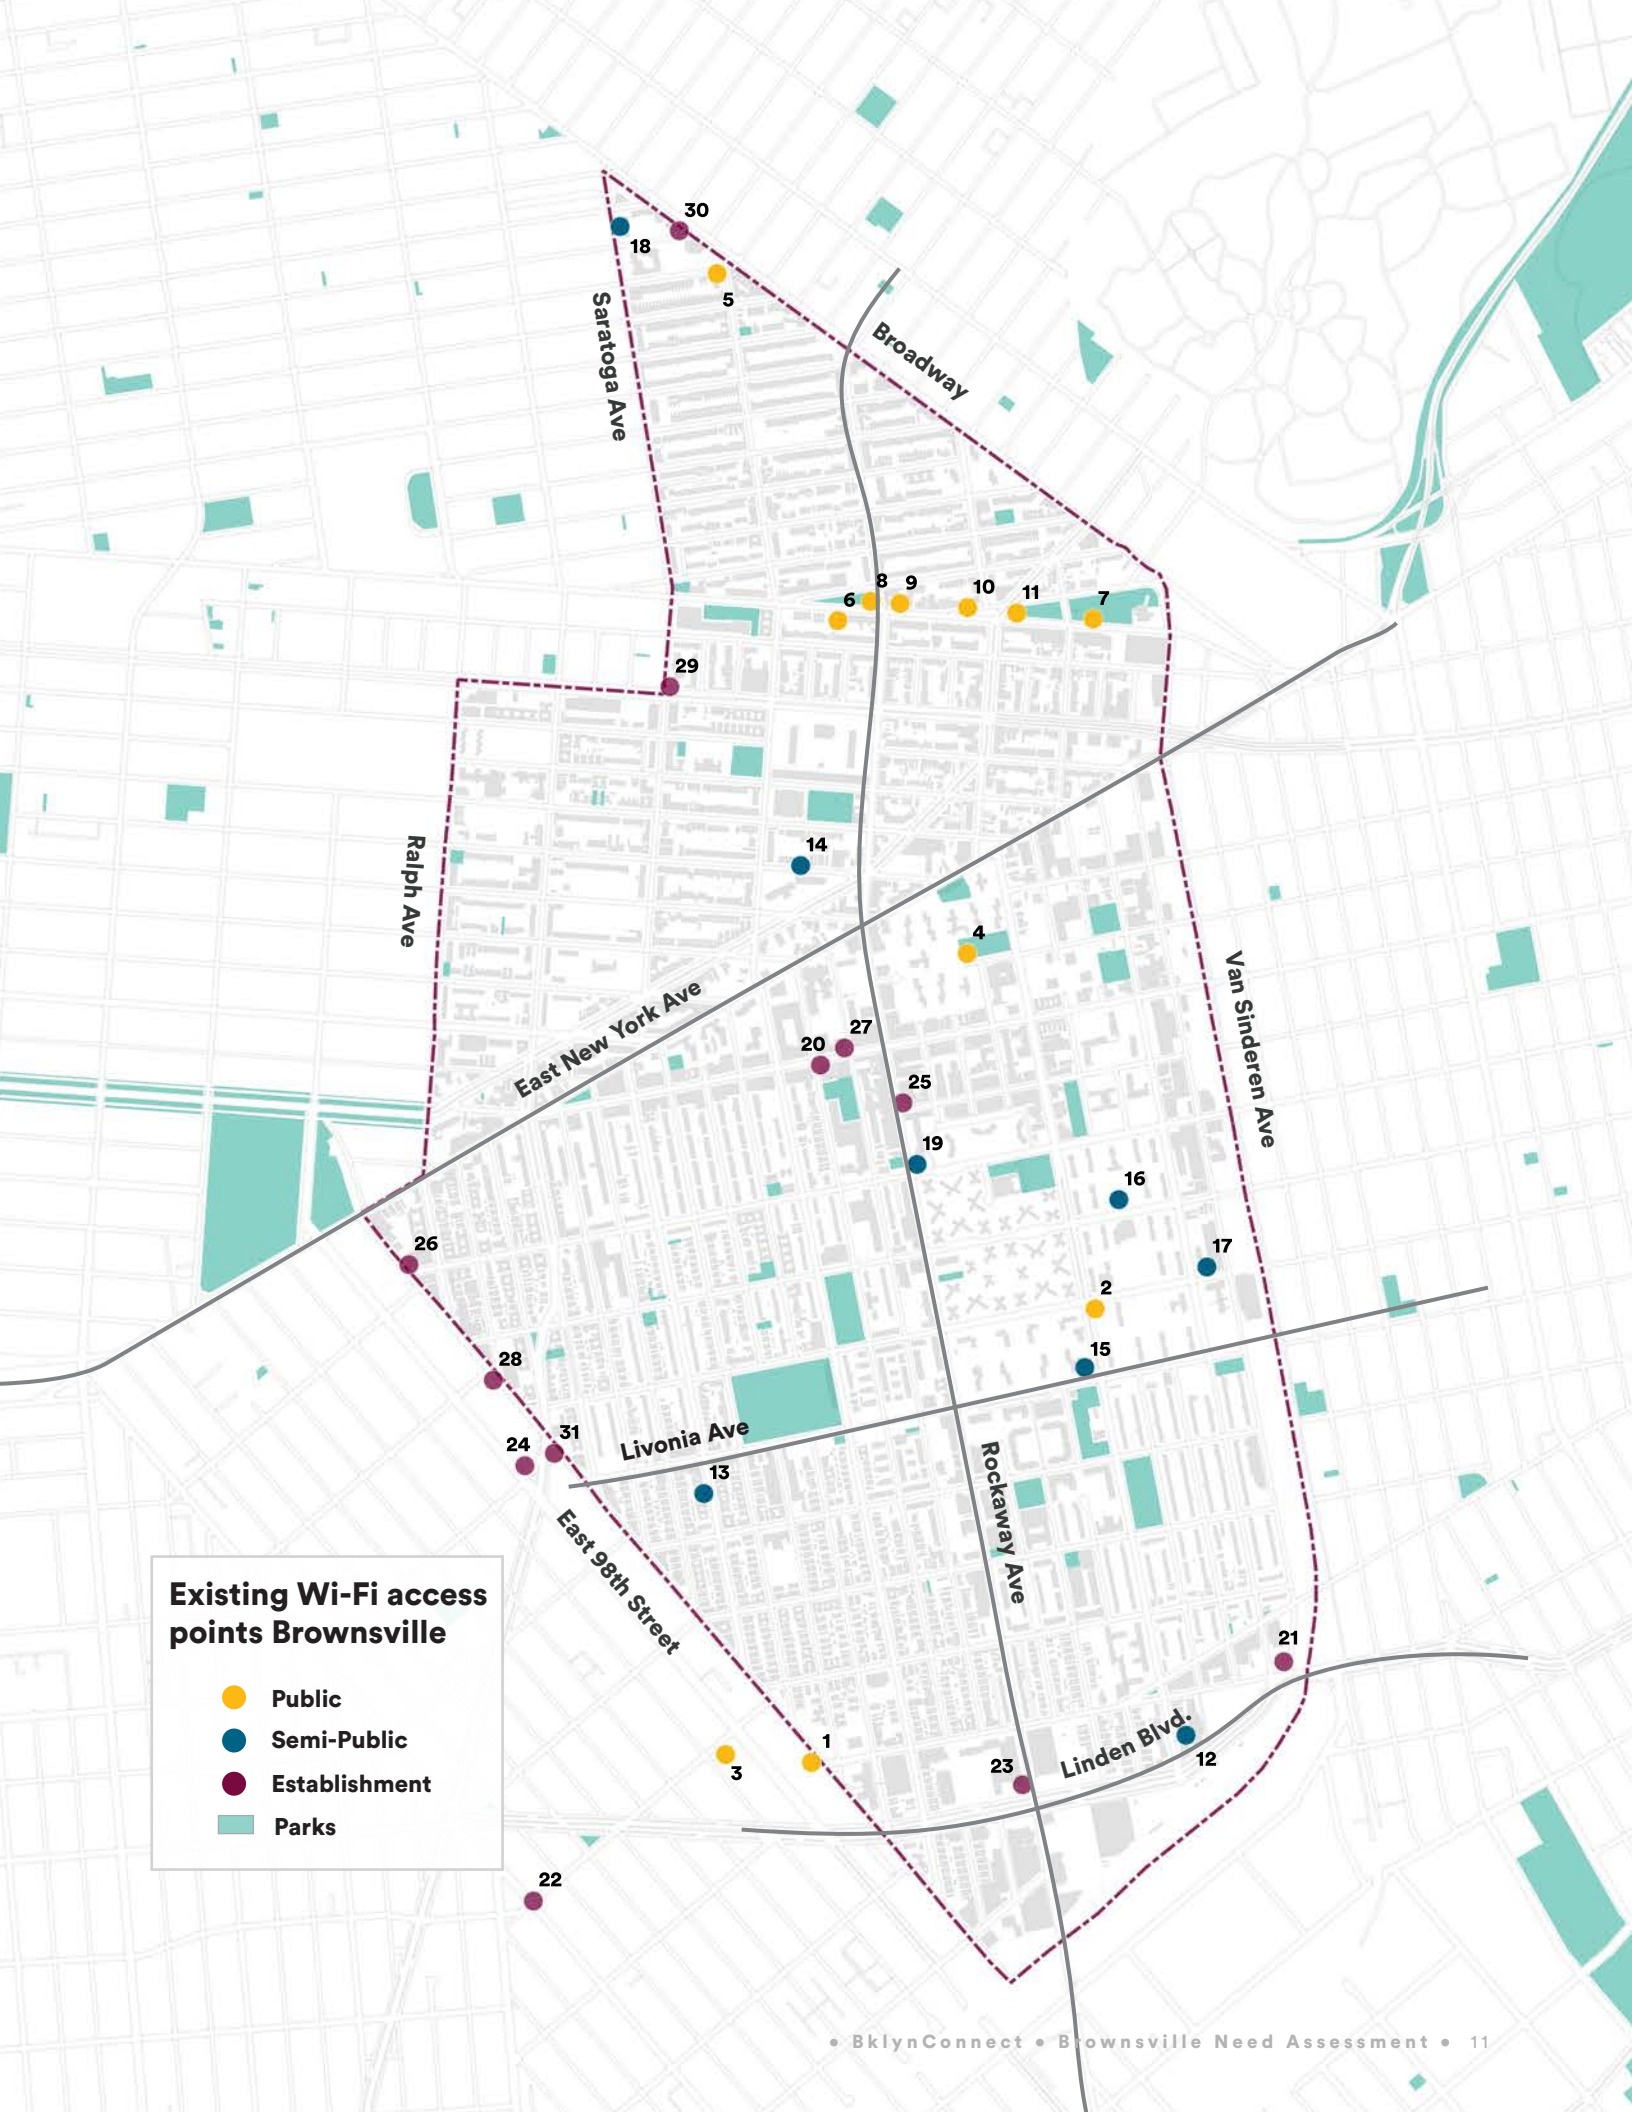 30
18
5
Saratoga Ave
Broadway
8
9
10
11
7
6
29
14
Ralph Ave
4
East New York Ave
Van Sinderen Ave
27
20
25
19
16
17
26
2
15
28
31
24
Livonia Ave
13
Rockaway Ave
East 98th Street
Existing Wi-Fi access
points Brownsville
Public
Semi-Public
Establishment
Parks
21
Linden Blvd.
12
1
3
23
22
• BklynConnect • Brownsville Need Assessment • 11